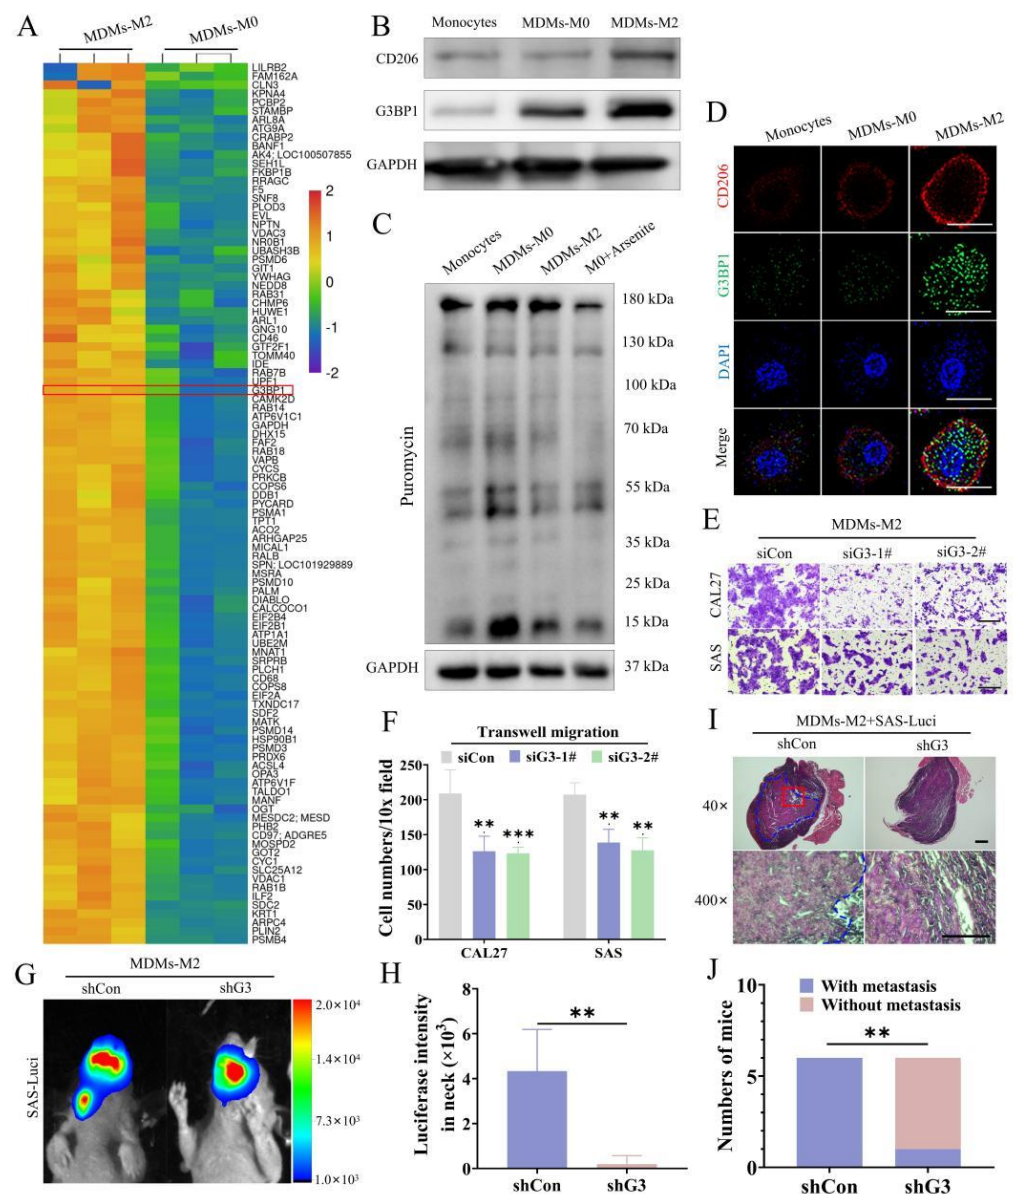 A
MDMs-M2
MDMs-M0
LILRB2
FAM162A
CLN3
KPNA4
PCBP2
STAMBP
ARL8A
ATG9A
CRABP2
BANF1
AK4; LOC100507855
SEH1L
FKBP1B
RRAGC
F5
SNF8
PLOD3
EVL
NPTN
VDAC3
NR0B1
UBASH3B
PSMD6
GIT1
YWHAG
NEDD8
RAB31
CHMP6
HUWE1
ARL1
GNG10
CD46
GTF2F1
TOMM40
IDE
RAB7B
UPF1
G3BP1
CAMK2D
RAB14
ATP6V1C1
GAPDH
DHX15
FAF2
RAB18
VAPB
CYCS
PRKCB
COPS6
DDB1
PYCARD
PSMA1
TPT1
ACO2
ARHGAP25
MICAL1
RALB
SPN; LOC101929889
MSRA
PSMD10
PALM
DIABLO
CALCOCO1
EIF2B4
EIF2B1
ATP1A1
UBE2M
MNAT1
SRPRB
PLCH1
CD68
COPS8
EIF2A
TXNDC17
SDF2
MATK
PSMD14
HSP90B1
PSMD3
PRDX6
ACSL4
OPA3
ATP6V1F
TALDO1
MANF
OGT
MESDC2; MESD
PHB2
CD97; ADGRE5
MOSPD2
GOT2
CYC1
SLC25A12
VDAC1
RAB1B
ILF2
SDC2
KRT1
ARPC4
PLIN2
PSMB4
2
1
0
-1
-2
B
Monocytes
MDMs-M0
MDMs-M2
CD206
G3BP1
GAPDH
C
Monocytes
MDMs-M0
MDMs-M2
M0+Arsenite
Puromycin
180 kDa
130 kDa
100 kDa
70 kDa
55 kDa
35 kDa
25 kDa
15 kDa
GAPDH
37 kDa
D
Monocytes
MDMs-M0
MDMs-M2
CD206
G3BP1
DAPI
Merge
E
MDMs-M2
siCon
siG3-1#
siG3-2#
CAL27
SAS
F
Transwell migration
siCon
siG3-1#
siG3-2#
Cell numbers/10x field
250
200
150
100
50
0
**
***
**
**
CAL27
SAS
G
MDMs-M2
shCon
shG3
SAS-Luci
2.0×10⁴
1.4×10⁴
7.3×10³
1.0×10³
H
Luciferase intensity
in neck (×10³)
8
6
4
2
0
**
shCon
shG3
I
MDMs-M2+SAS-Luci
shCon
shG3
40×
400×
J
With metastasis
Without metastasis
Numbers of mice
10
5
0
**
shCon
shG3